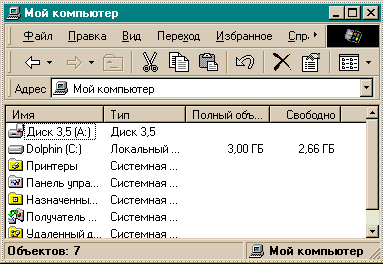 Мой компьютер
Файл Правка Вид Переход Избранное Спр
Адрес Мой компьютер
Имя Тип Полный объ... Свободно
Диск 3,5 (A:) Диск 3,5
Dolphin (C:) Локальный ... 3,00 ГБ 2,66 ГБ
Принтеры Системная ...
Панель упра... Системная ...
Назначенны... Системная ...
Получатель ... Системная ...
Удаленный д... Системная ...
Объектов: 7 Мой компьютер